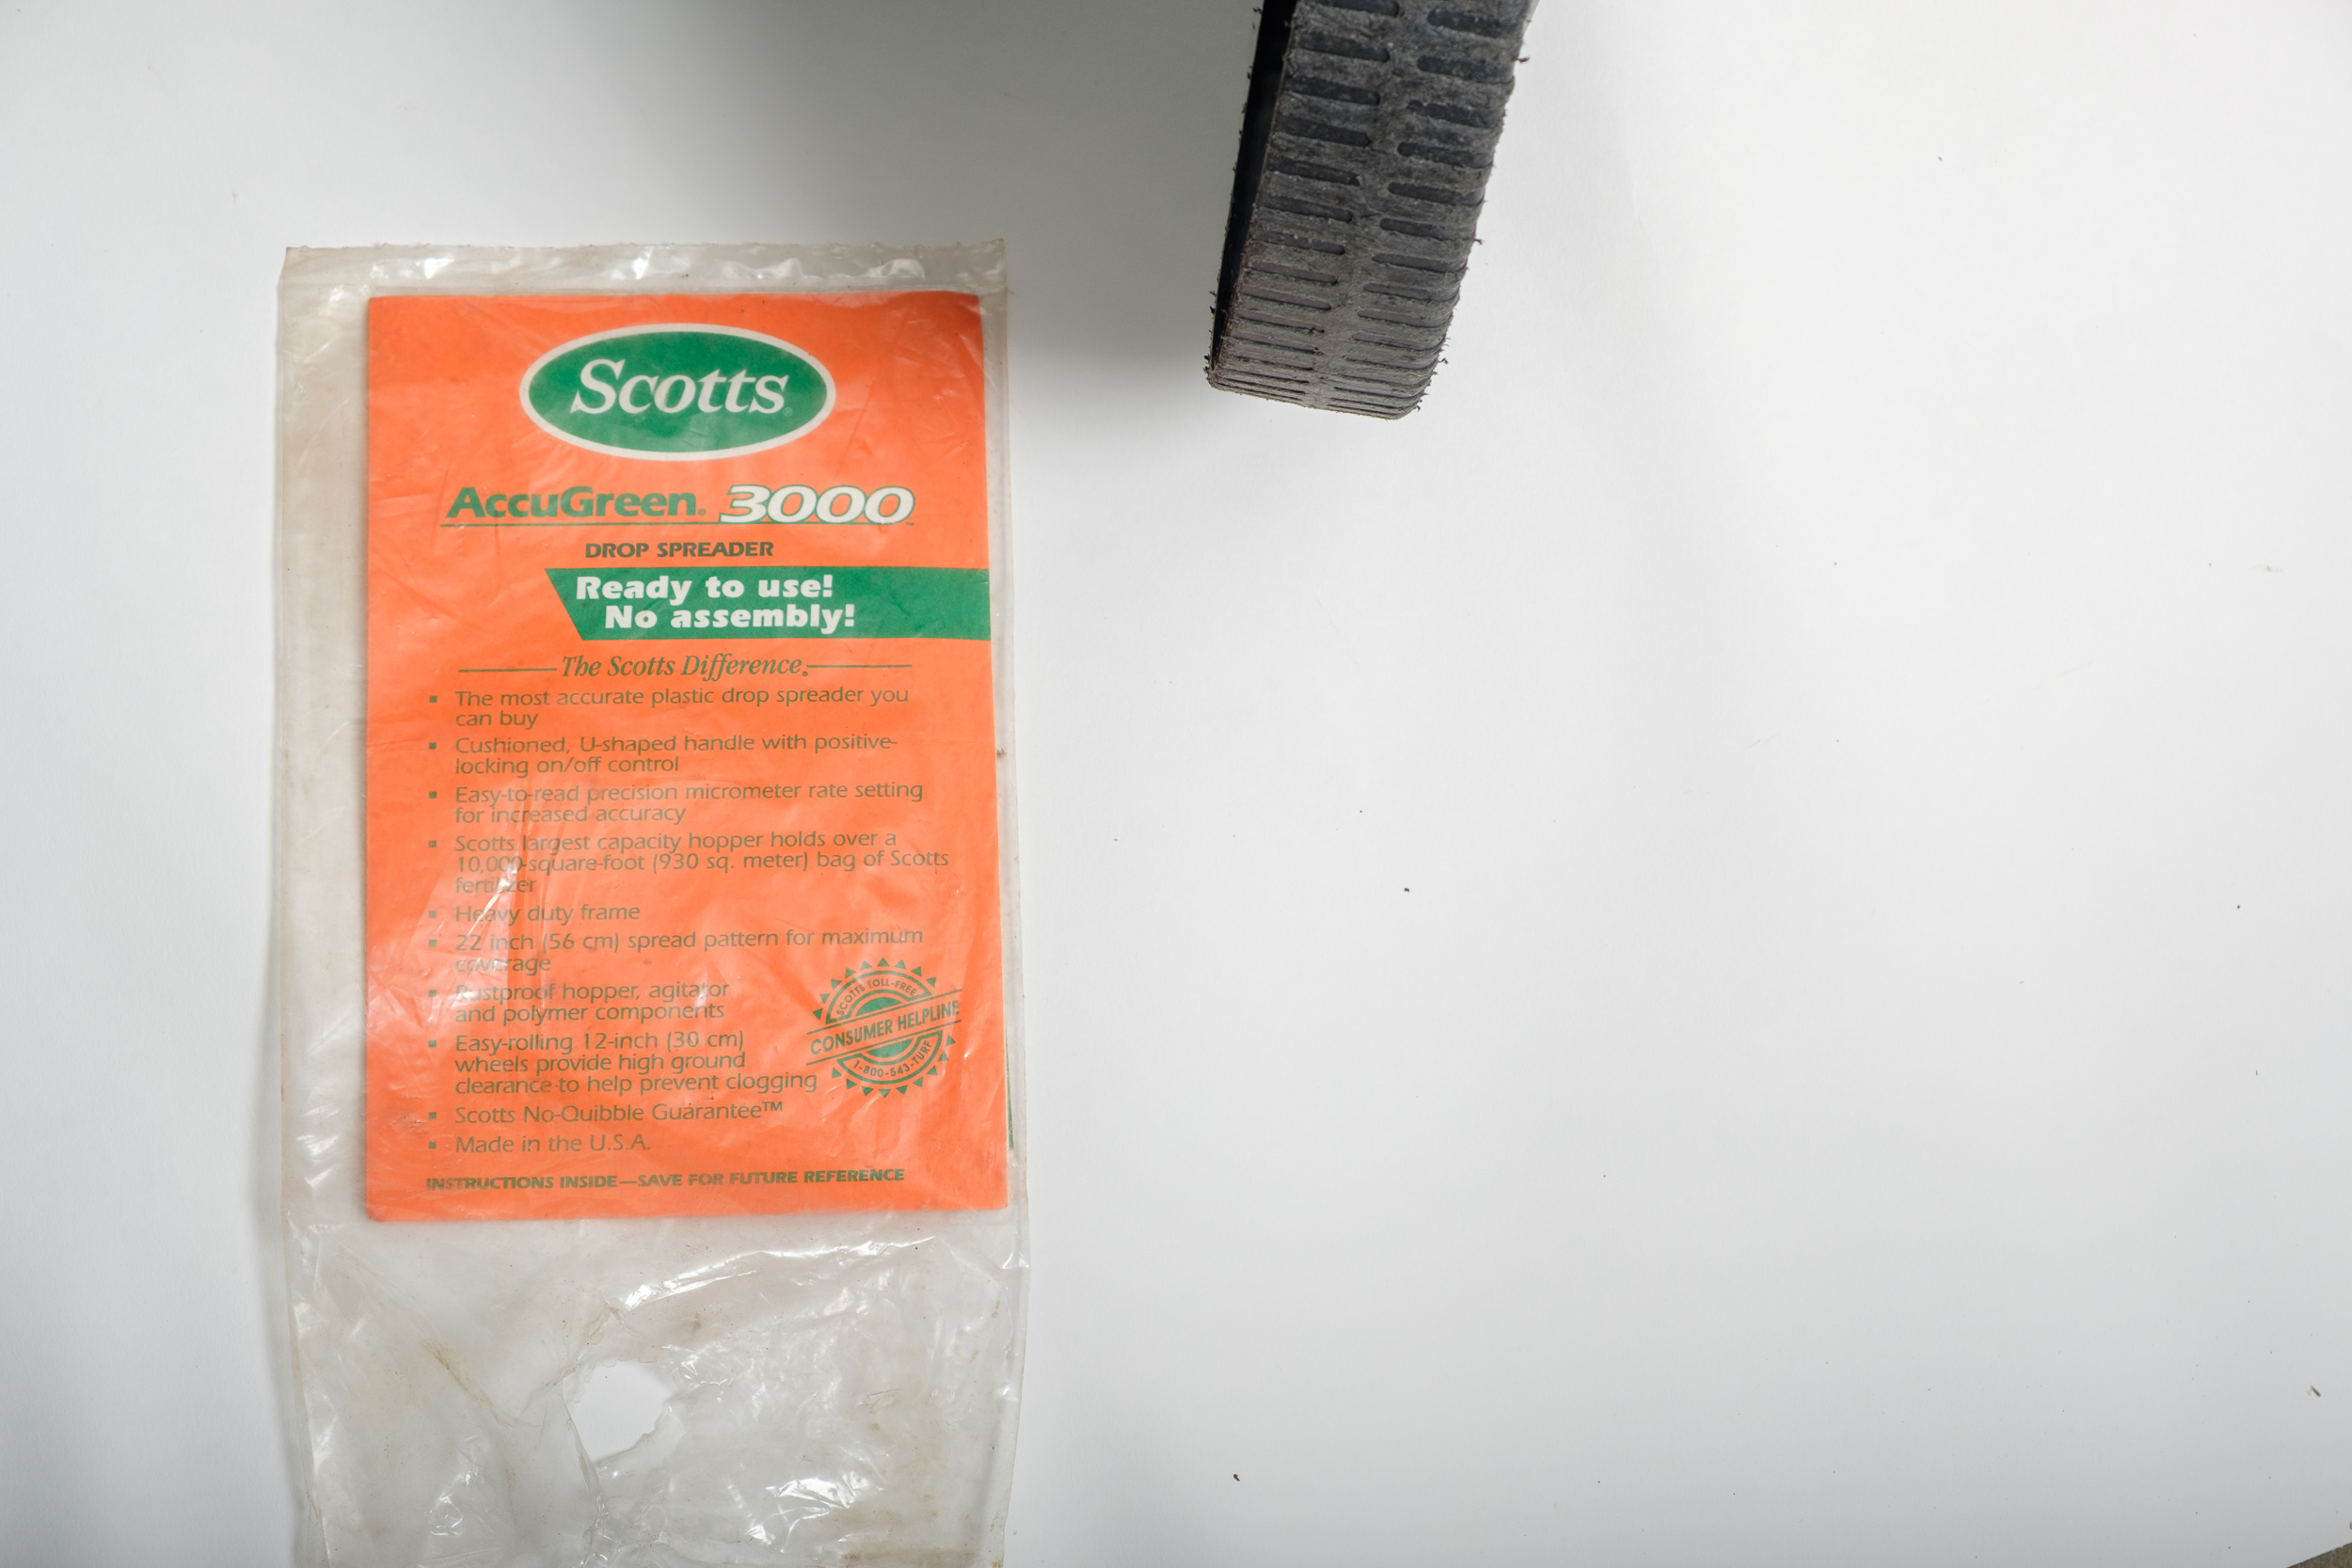 Scotts®
AccuGreen® 3000™
DROP SPREADER
Ready to use!
No assembly!
The Scotts Difference®
▪ The most accurate plastic drop spreader you
can buy
▪ Cushioned, U-shaped handle with positive-
locking on/off control
▪ Easy-to-read precision micrometer rate setting
for increased accuracy
▪ Scotts largest capacity hopper holds over a
10,000-square-foot (930 sq. meter) bag of Scotts
fertilizer
▪ Heavy duty frame
▪ 22 inch (56 cm) spread pattern for maximum
coverage
▪ Rustproof hopper, agitator
and polymer components
▪ Easy-rolling 12-inch (30 cm)
wheels provide high ground
clearance to help prevent clogging
▪ Scotts No-Quibble Guarantee™
▪ Made in the U.S.A.
SCOTTS TOLL-FREE
CONSUMER HELPLINE
1-800-543-TURF
INSTRUCTIONS INSIDE—SAVE FOR FUTURE REFERENCE